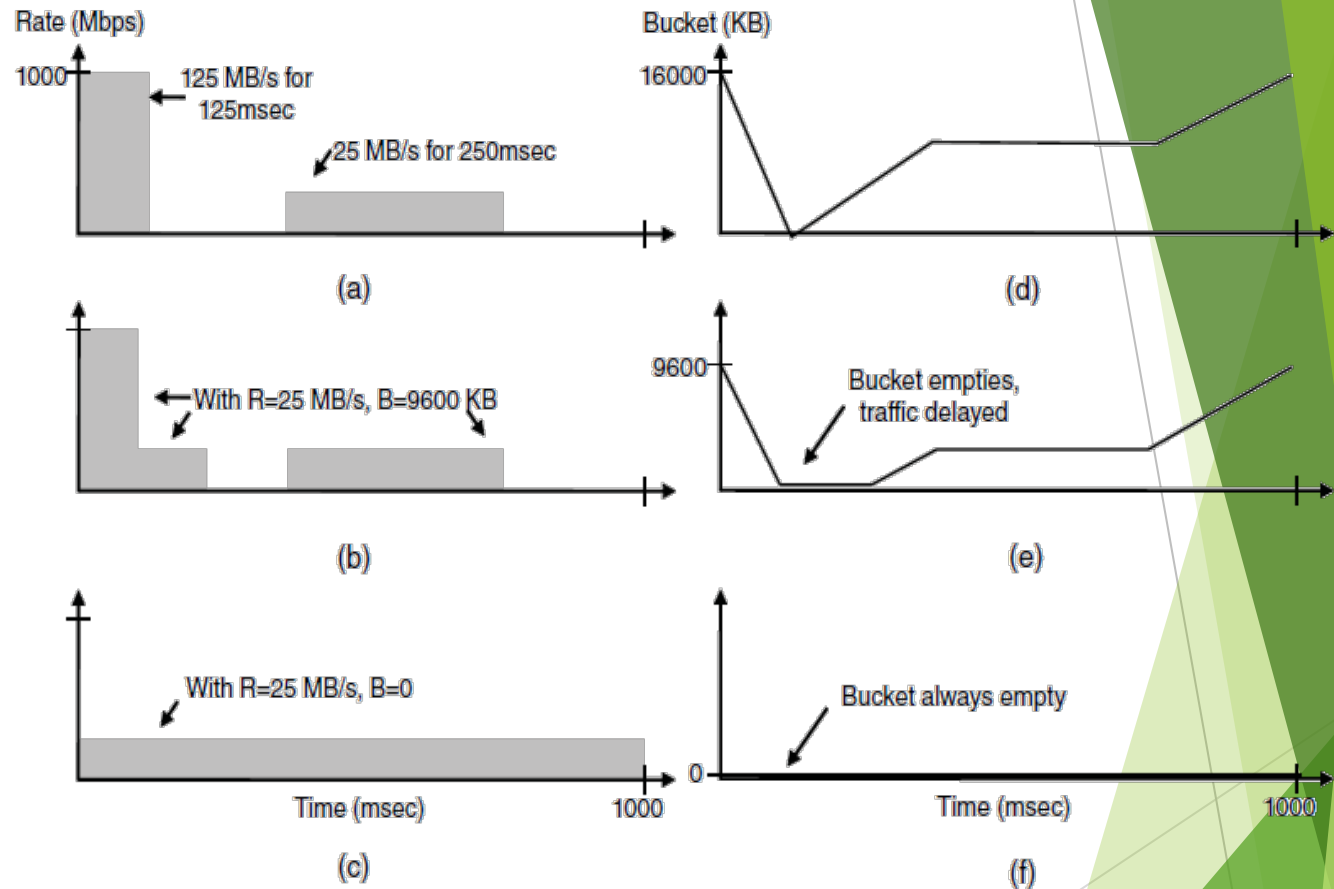 Rate (Mbps)
1000
125 MB/s for
125msec
25 MB/s for 250msec
(a)
Bucket (KB)
16000
(d)
With R=25 MB/s, B=9600 KB
(b)
9600
Bucket empties,
traffic delayed
(e)
With R=25 MB/s, B=0
Time (msec)
1000
(c)
Bucket always empty
0
Time (msec)
1000
(f)